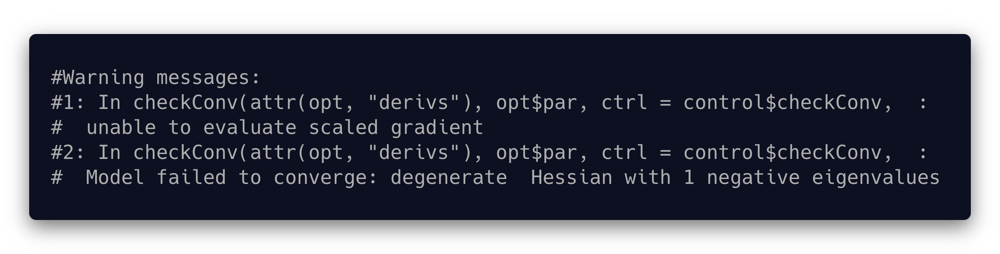 #Warning messages:
#1: In checkConv(attr(opt, "derivs"), opt$par, ctrl = control$checkConv,  :
#  unable to evaluate scaled gradient
#2: In checkConv(attr(opt, "derivs"), opt$par, ctrl = control$checkConv,  :
#  Model failed to converge: degenerate  Hessian with 1 negative eigenvalues